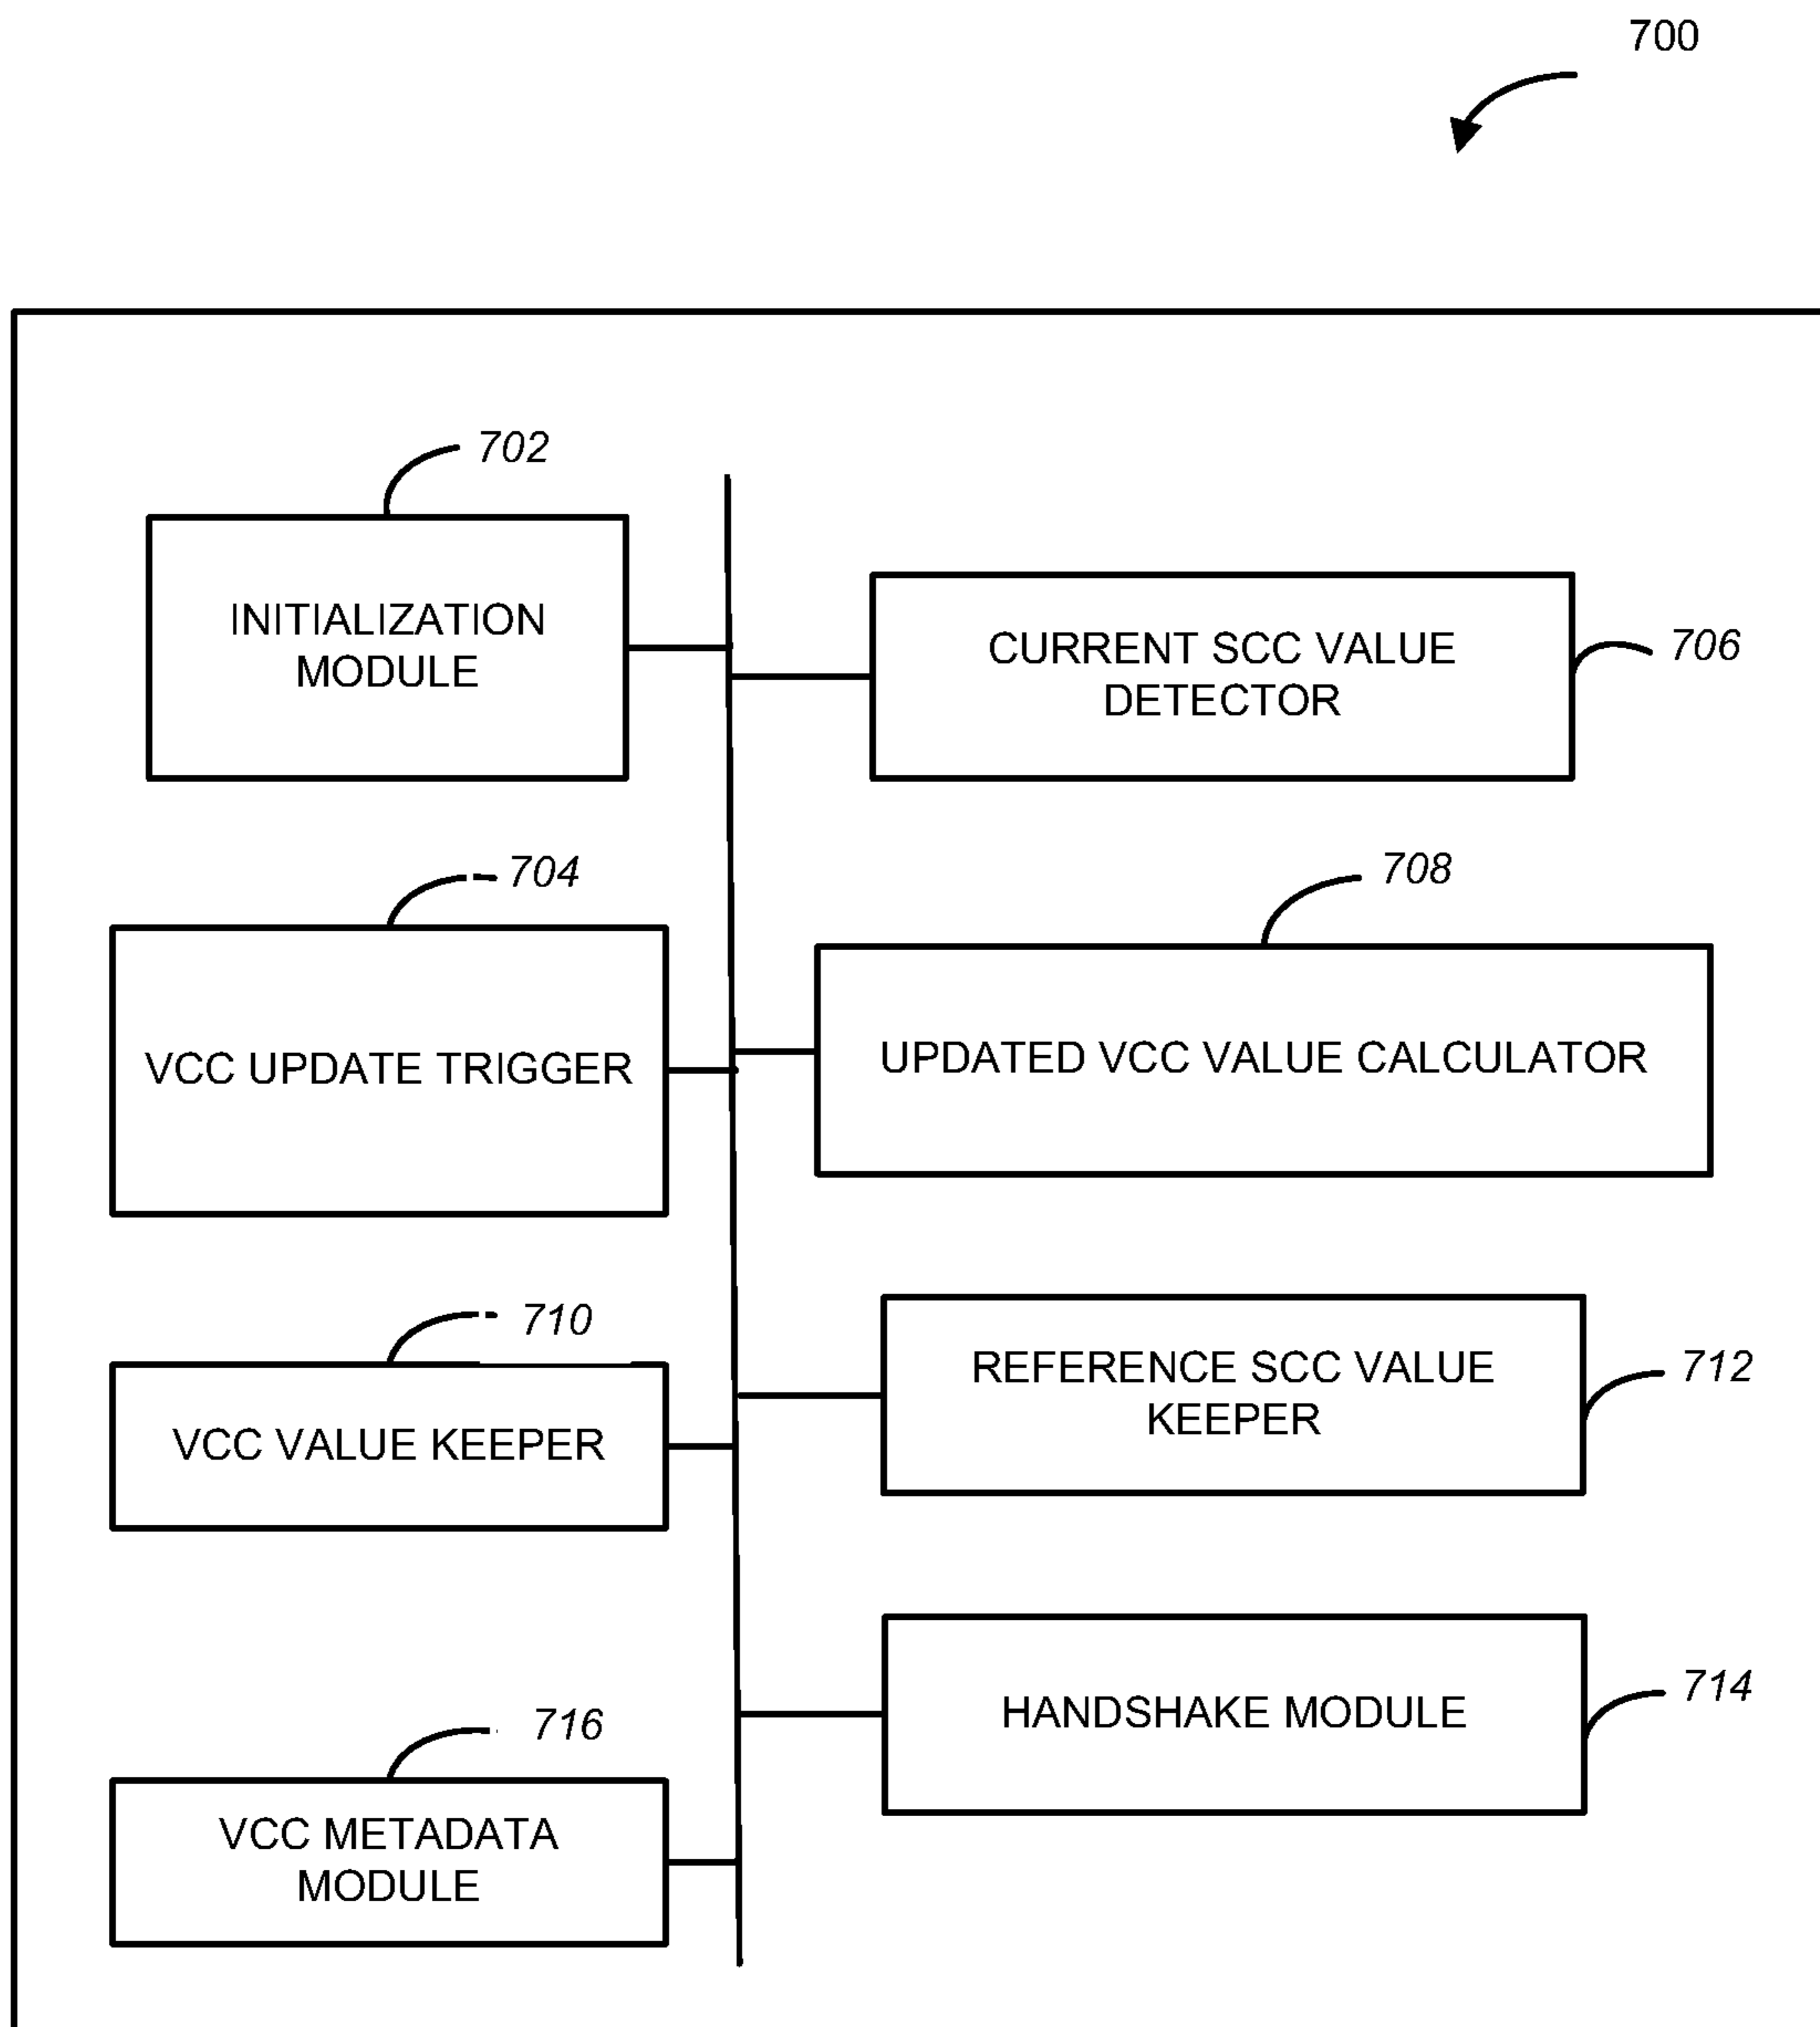 700
702
INITIALIZATION
MODULE
CURRENT SCC VALUE
DETECTOR
706
704
VCC UPDATE TRIGGER
708
UPDATED VCC VALUE CALCULATOR
710
VCC VALUE KEEPER
REFERENCE SCC VALUE
KEEPER
712
HANDSHAKE MODULE
714
716
VCC METADATA
MODULE